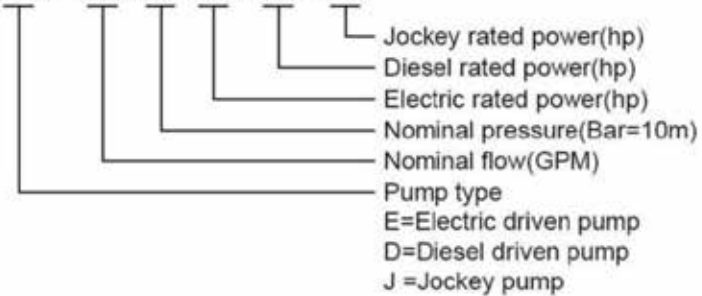 Jockey rated power(hp)
Diesel rated power(hp)
Electric rated power(hp)
Nominal pressure(Bar=10m)
Nominal flow(GPM)
Pump type
E=Electric driven pump
D=Diesel driven pump
J =Jockey pump